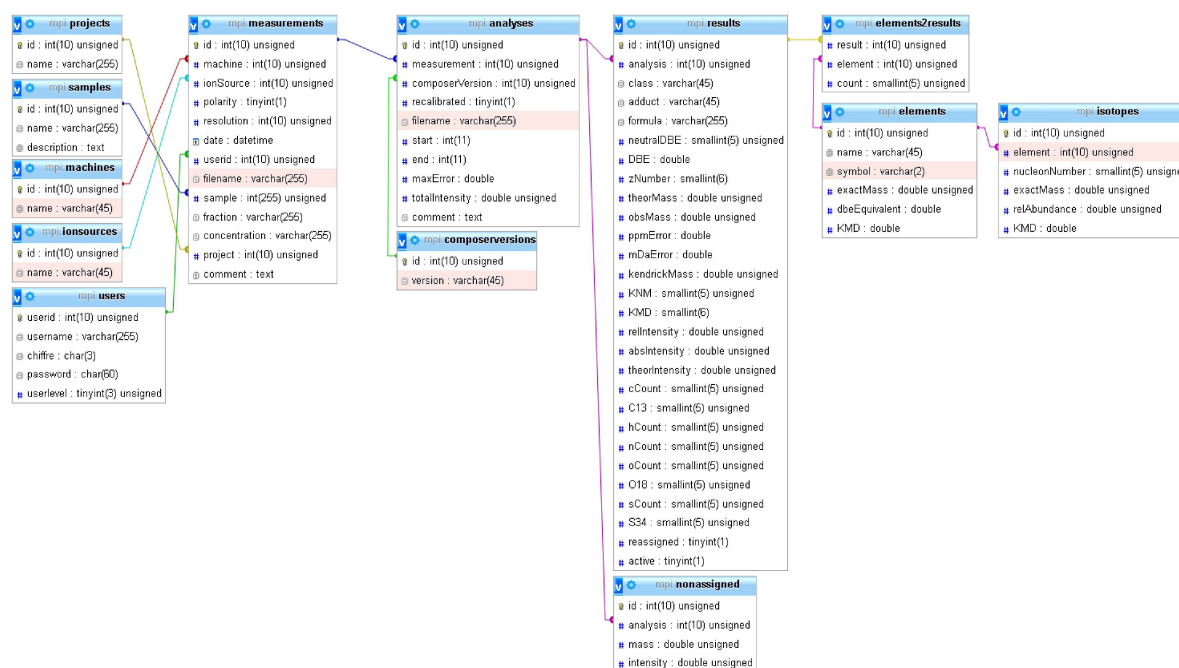 mpi projects
id : int(10) unsigned
name : varchar(255)
mpi samples
id : int(10) unsigned
name : varchar(255)
description : text
mpi machines
id : int(10) unsigned
name : varchar(45)
mpi ionsources
id : int(10) unsigned
name : varchar(45)
mpi users
userid : int(10) unsigned
username : varchar(255)
chiffre : char(3)
password : char(60)
userlevel : tinyint(3) unsigned
mpi measurements
id : int(10) unsigned
machine : int(10) unsigned
ionSource : int(10) unsigned
polarity : tinyint(1)
resolution : int(10) unsigned
date : datetime
userid : int(10) unsigned
filename : varchar(255)
sample : int(255) unsigned
fraction : varchar(255)
concentration : varchar(255)
project : int(10) unsigned
comment : text
mpi analyses
id : int(10) unsigned
measurement : int(10) unsigned
composerVersion : int(10) unsigned
recalibrated : tinyint(1)
filename : varchar(255)
start : int(11)
end : int(11)
maxError : double
totalIntensity : double unsigned
comment : text
mpi composerversions
id : int(10) unsigned
version : varchar(45)
mpi results
id : int(10) unsigned
analysis : int(10) unsigned
class : varchar(45)
adduct : varchar(45)
formula : varchar(255)
neutralDBE : smallint(5) unsigned
DBE : double
zNumber : smallint(6)
theorMass : double unsigned
obsMass : double unsigned
ppmError : double
mDaError : double
kendrickMass : double unsigned
KNM : smallint(5) unsigned
KMD : smallint(6)
relIntensity : double unsigned
absIntensity : double unsigned
theorIntensity : double unsigned
cCount : smallint(5) unsigned
C13 : smallint(5) unsigned
hCount : smallint(5) unsigned
nCount : smallint(5) unsigned
oCount : smallint(5) unsigned
O18 : smallint(5) unsigned
sCount : smallint(5) unsigned
S34 : smallint(5) unsigned
reassigned : tinyint(1)
active : tinyint(1)
mpi nonassigned
id : int(10) unsigned
analysis : int(10) unsigned
mass : double unsigned
intensity : double unsigned
mpi elements2results
result : int(10) unsigned
element : int(10) unsigned
count : smallint(5) unsigned
mpi elements
id : int(10) unsigned
name : varchar(45)
symbol : varchar(2)
exactMass : double unsigned
dbeEquivalent : double
KMD : double
mpi isotopes
id : int(10) unsigned
element : int(10) unsigned
nucleonNumber : smallint(5) unsigned
exactMass : double unsigned
relAbundance : double unsigned
KMD : double